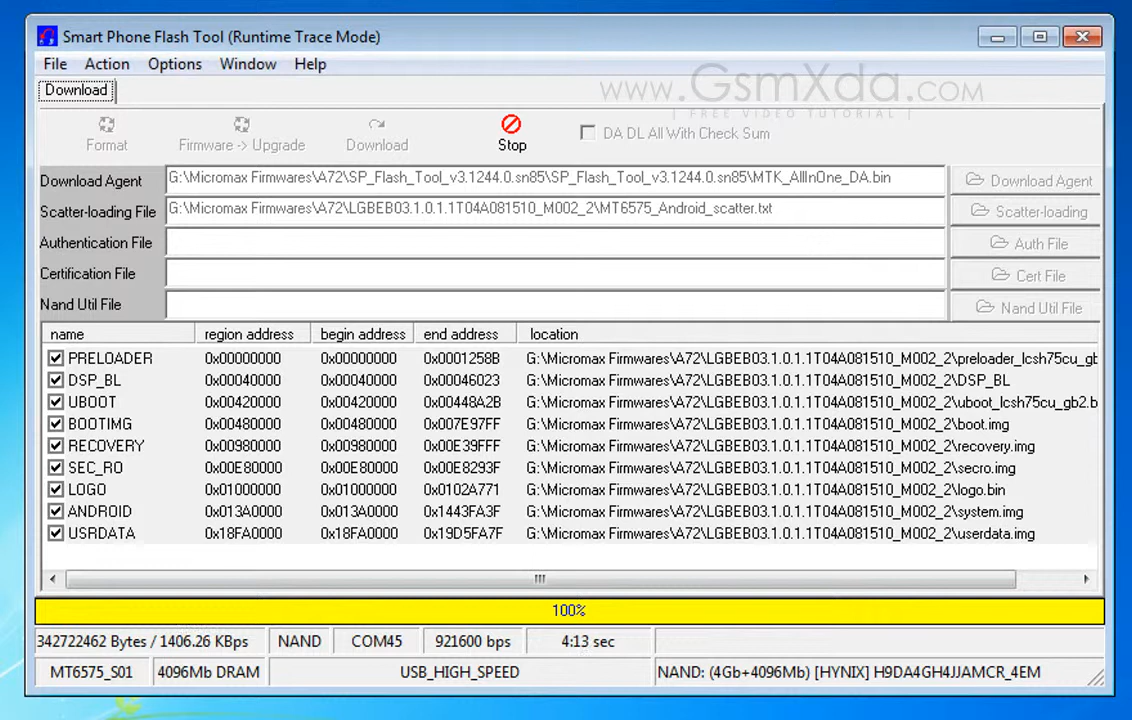 Smart Phone Flash Tool (Runtime Trace Mode)
File Action Options Window Help
www.GsmXda.com
| FREE VIDEO TUTORIAL |
Download
Format Firmware -> Upgrade Download Stop DA DL All With Check Sum
Download Agent G:\Micromax Firmwares\A72\SP_Flash_Tool_v3.1244.0.sn85\SP_Flash_Tool_v3.1244.0.sn85\MTK_AllInOne_DA.bin Download Agent
Scatter-loading File G:\Micromax Firmwares\A72\LGBEB03.1.0.1.1T04A081510_M002_2\MT6575_Android_scatter.txt Scatter-loading
Authentication File Auth File
Certification File Cert File
Nand Util File Nand Util File
name region address begin address end address location
PRELOADER 0x00000000 0x00000000 0x0001258B G:\Micromax Firmwares\A72\LGBEB03.1.0.1.1T04A081510_M002_2\preloader_lcsh75cu_gb
DSP_BL 0x00040000 0x00040000 0x00046023 G:\Micromax Firmwares\A72\LGBEB03.1.0.1.1T04A081510_M002_2\DSP_BL
UBOOT 0x00420000 0x00420000 0x00448A2B G:\Micromax Firmwares\A72\LGBEB03.1.0.1.1T04A081510_M002_2\uboot_lcsh75cu_gb2.b
BOOTIMG 0x00480000 0x00480000 0x007E97FF G:\Micromax Firmwares\A72\LGBEB03.1.0.1.1T04A081510_M002_2\boot.img
RECOVERY 0x00980000 0x00980000 0x00E39FFF G:\Micromax Firmwares\A72\LGBEB03.1.0.1.1T04A081510_M002_2\recovery.img
SEC_RO 0x00E80000 0x00E80000 0x00E8293F G:\Micromax Firmwares\A72\LGBEB03.1.0.1.1T04A081510_M002_2\secro.img
LOGO 0x01000000 0x01000000 0x0102A771 G:\Micromax Firmwares\A72\LGBEB03.1.0.1.1T04A081510_M002_2\logo.bin
ANDROID 0x013A0000 0x013A0000 0x1443FA3F G:\Micromax Firmwares\A72\LGBEB03.1.0.1.1T04A081510_M002_2\system.img
USRDATA 0x18FA0000 0x18FA0000 0x19D5FA7F G:\Micromax Firmwares\A72\LGBEB03.1.0.1.1T04A081510_M002_2\userdata.img
100%
342722462 Bytes / 1406.26 KBps NAND COM45 921600 bps 4:13 sec
MT6575_S01 4096Mb DRAM USB_HIGH_SPEED NAND: (4Gb+4096Mb) [HYNIX] H9DA4GH4JJAMCR_4EM